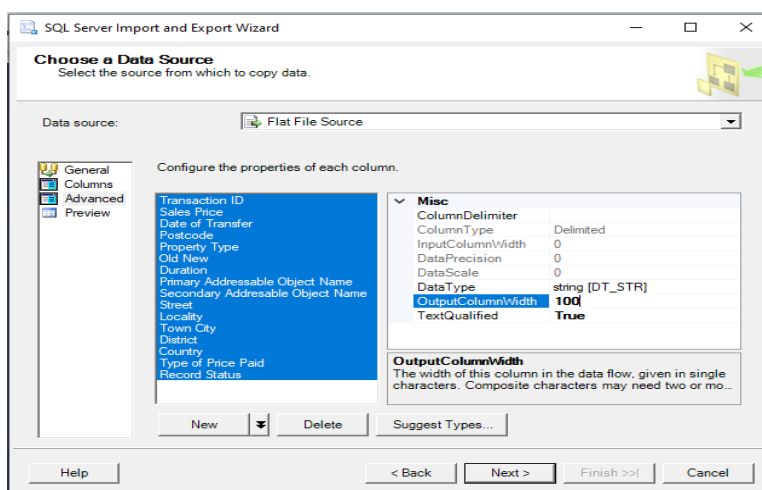 SQL Server Import and Export Wizard
Choose a Data Source
Select the source from which to copy data.
Data source:
Flat File Source
General
Columns
Advanced
Preview
Configure the properties of each column.
Transaction ID
Sales Price
Date of Transfer
Postcode
Property Type
Old New
Duration
Primary Addressable Object Name
Secondary Addresable Object Name
Street
Locality
Town City
District
Country
Type of Price Paid
Record Status
Misc
ColumnDelimiter
ColumnType Delimited
InputColumnWidth 0
DataPrecision 0
DataScale 0
DataType string [DT_STR]
OutputColumnWidth 100
TextQualified True
OutputColumnWidth
The width of this column in the data flow, given in single
characters. Composite characters may need two or mo...
New Delete Suggest Types...
Help < Back Next > Finish >>| Cancel